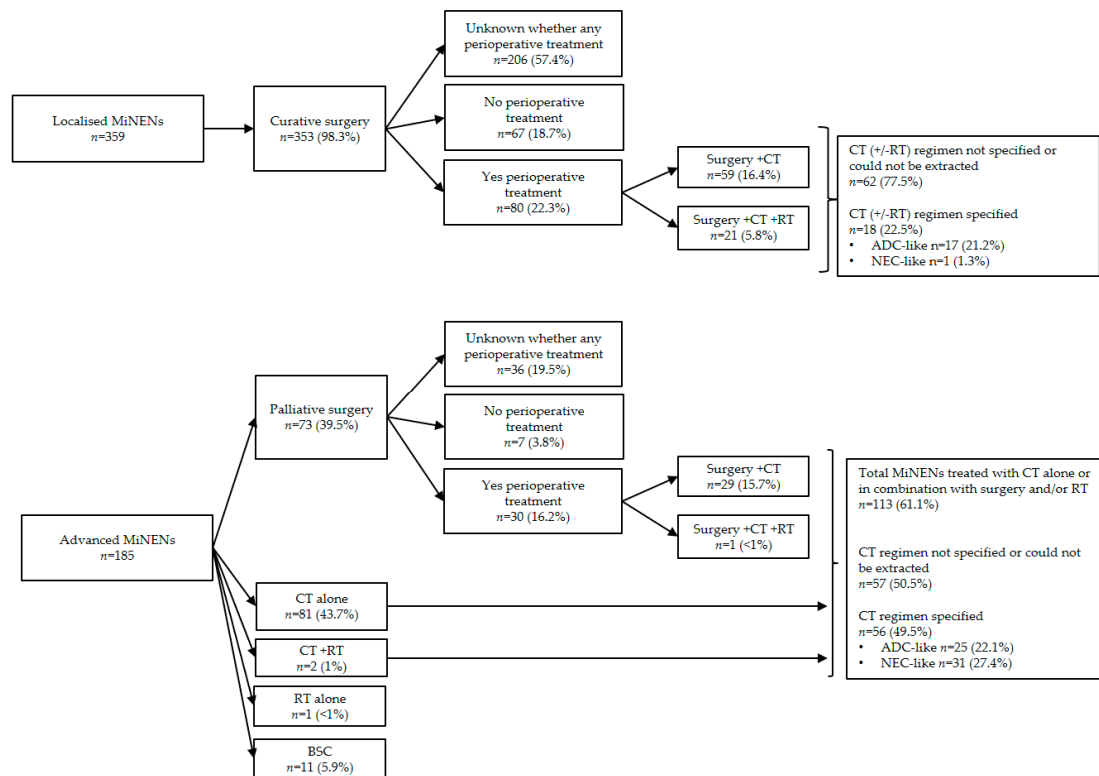 Localised MiNENs
n=359
Curative surgery
n=353 (98.3%)
Unknown whether any
perioperative treatment
n=206 (57.4%)
No perioperative
treatment
n=67 (18.7%)
Yes perioperative
treatment
n=80 (22.3%)
Surgery +CT
n=59 (16.4%)
Surgery +CT +RT
n=21 (5.8%)
CT (+/-RT) regimen not specified or
could not be extracted
n=62 (77.5%)
CT (+/-RT) regimen specified
n=18 (22.5%)
• ADC-like n=17 (21.2%)
• NEC-like n=1 (1.3%)
Advanced MiNENs
n=185
Palliative surgery
n=73 (39.5%)
Unknown whether any
perioperative treatment
n=36 (19.5%)
No perioperative
treatment
n=7 (3.8%)
Yes perioperative
treatment
n=30 (16.2%)
Surgery +CT
n=29 (15.7%)
Surgery +CT +RT
n=1 (<1%)
CT alone
n=81 (43.7%)
CT +RT
n=2 (1%)
RT alone
n=1 (<1%)
BSC
n=11 (5.9%)
Total MiNENs treated with CT alone or
in combination with surgery and/or RT
n=113 (61.1%)
CT regimen not specified or could not
be extracted
n=57 (50.5%)
CT regimen specified
n=56 (49.5%)
• ADC-like n=25 (22.1%)
• NEC-like n=31 (27.4%)